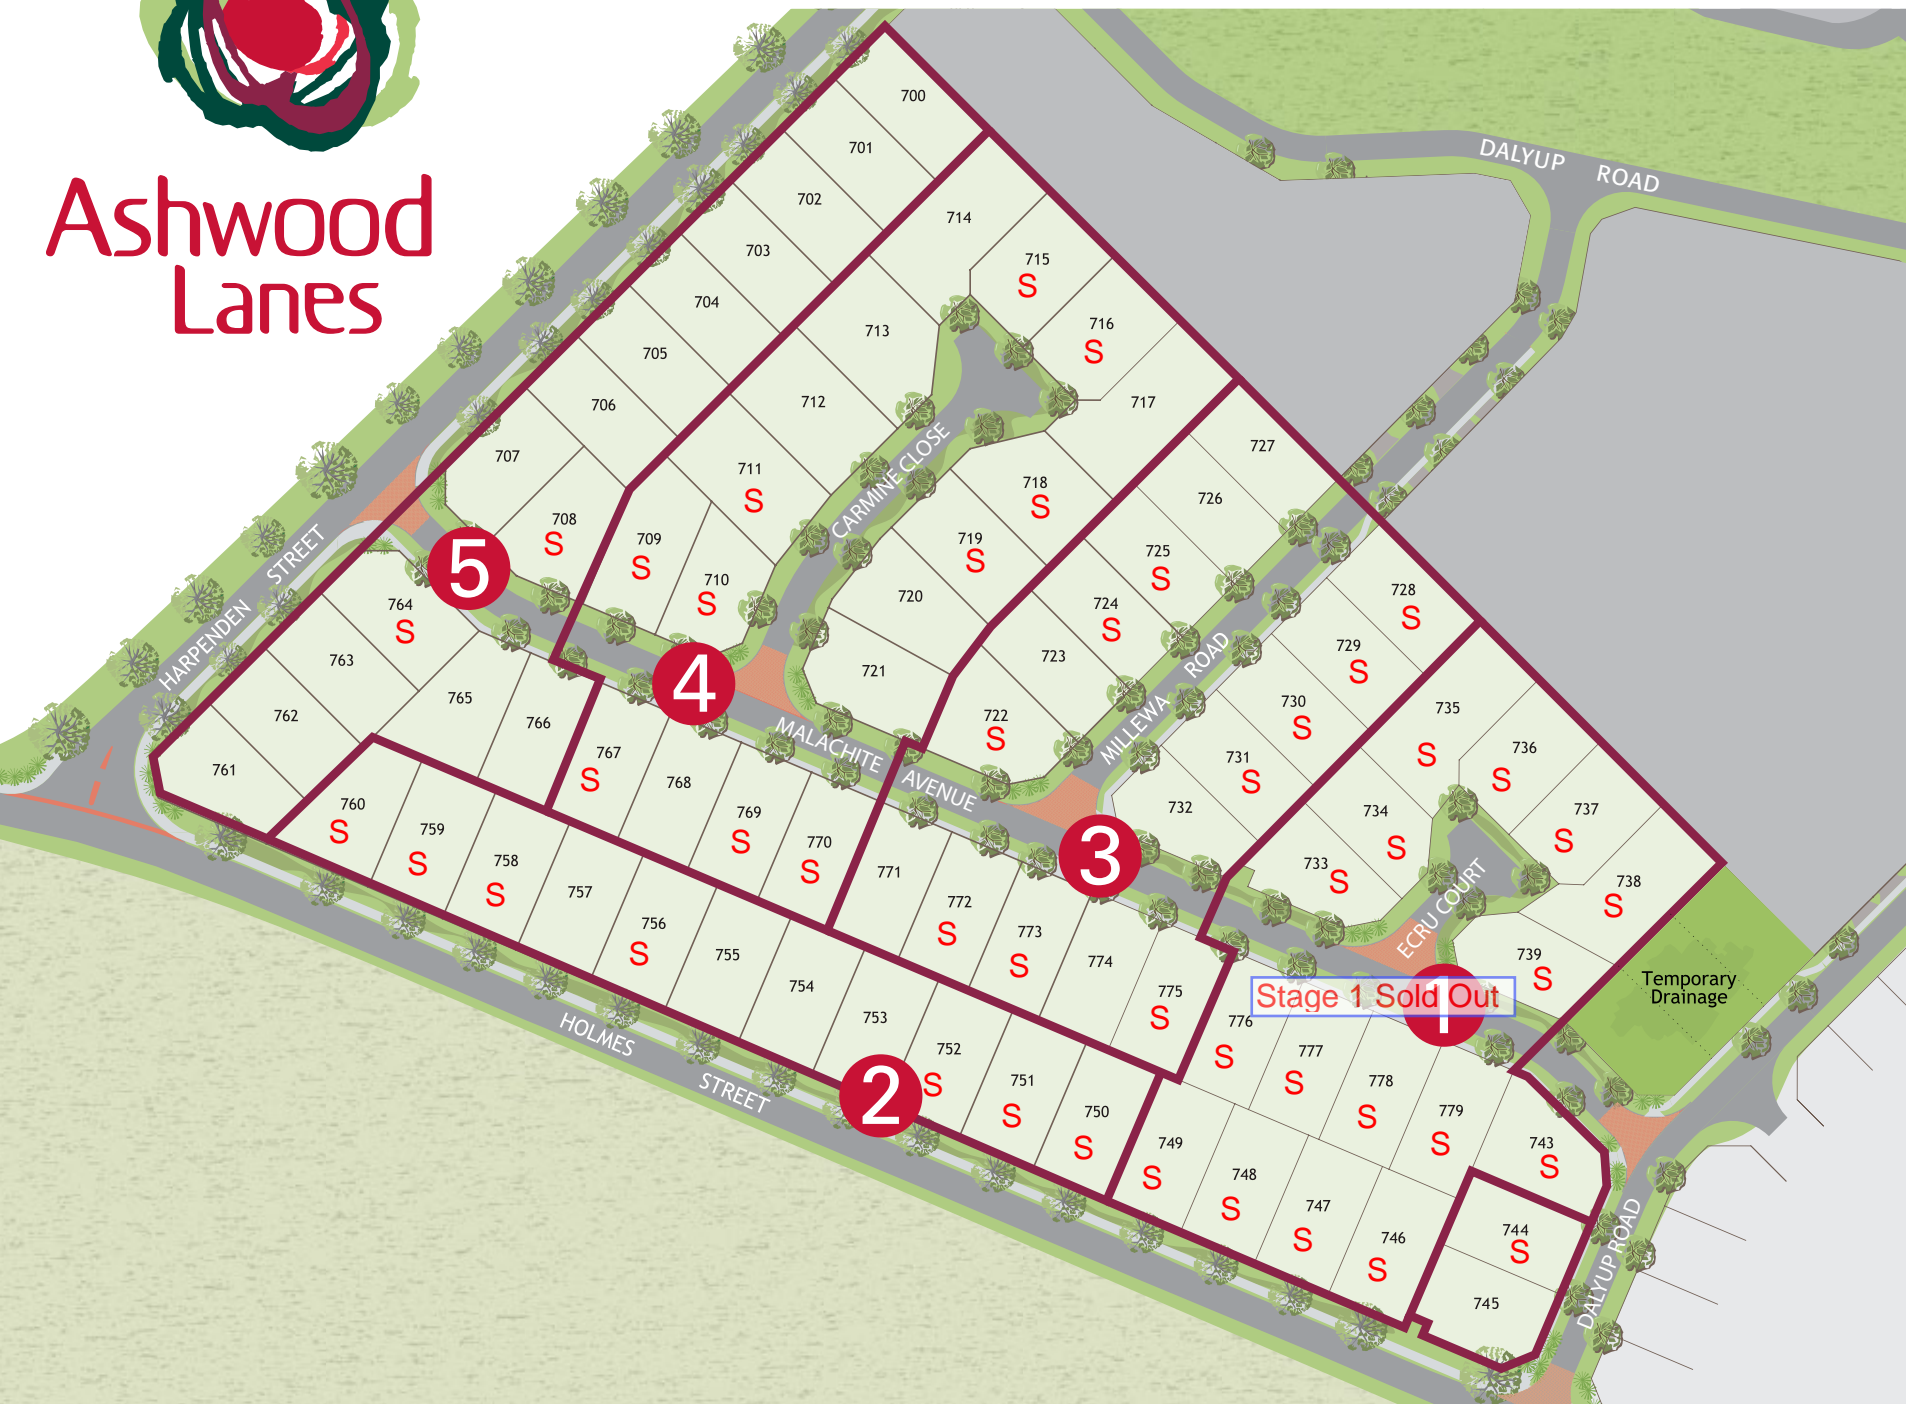 Ashwood
Lanes
DALYUP ROAD
HARPENDEN STREET
CARMINE CLOSE
MALACHITE AVENUE
MILLEWA ROAD
ECRU COURT
HOLMES STREET
DALYUP ROAD
Temporary
Drainage
Stage 1 Sold Out
1
2
3
4
5
700
701
702
703
704
705
706
707
708 S
709 S
710 S
711 S
712
713
714
715 S
716 S
717
718 S
719 S
720
721
722 S
723
724 S
725 S
726
727
728 S
729 S
730 S
731 S
732
733 S
734 S
735 S
736 S
737 S
738 S
739 S
743 S
744 S
745
746 S
747 S
748 S
749 S
750 S
751 S
752 S
753
754
755
756 S
757
758 S
759 S
760 S
761
762
763
764 S
765
766
767 S
768
769 S
770 S
771
772 S
773 S
774
775 S
776 S
777 S
778 S
779 S